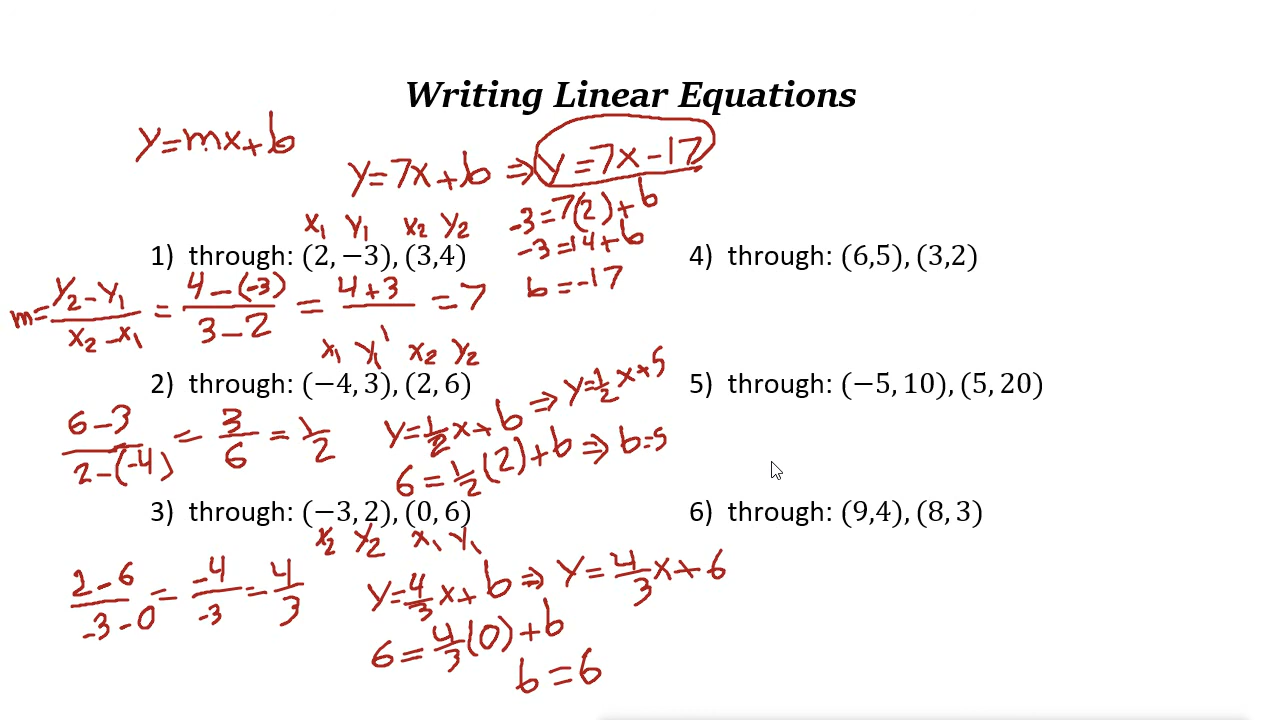 Writing Linear Equations
y=mx+b
y=7x+b ⇒ y=7x-17
-3=7(2)+b
-3=14+b
b=-17
x₁ y₁ x₂ y₂
1) through: (2, −3), (3,4)
m= (y₂-y₁)/(x₂-x₁) = (4-(-3))/(3-2) = (4+3)/1 = 7
x₁ y₁ x₂ y₂
2) through: (−4, 3), (2, 6)
(6-3)/(2-(-4)) = 3/6 = 1/2
y=1/2x+b ⇒ y=1/2x+5
6=1/2(2)+b ⇒ b=5
3) through: (−3, 2), (0, 6)
x₂ y₂ x₁ y₁
(2-6)/(-3-0) = -4/-3 = 4/3
y=4/3x+b ⇒ y=4/3x+6
6=4/3(0)+b
b=6
4) through: (6,5), (3,2)
5) through: (−5, 10), (5, 20)
6) through: (9,4), (8, 3)